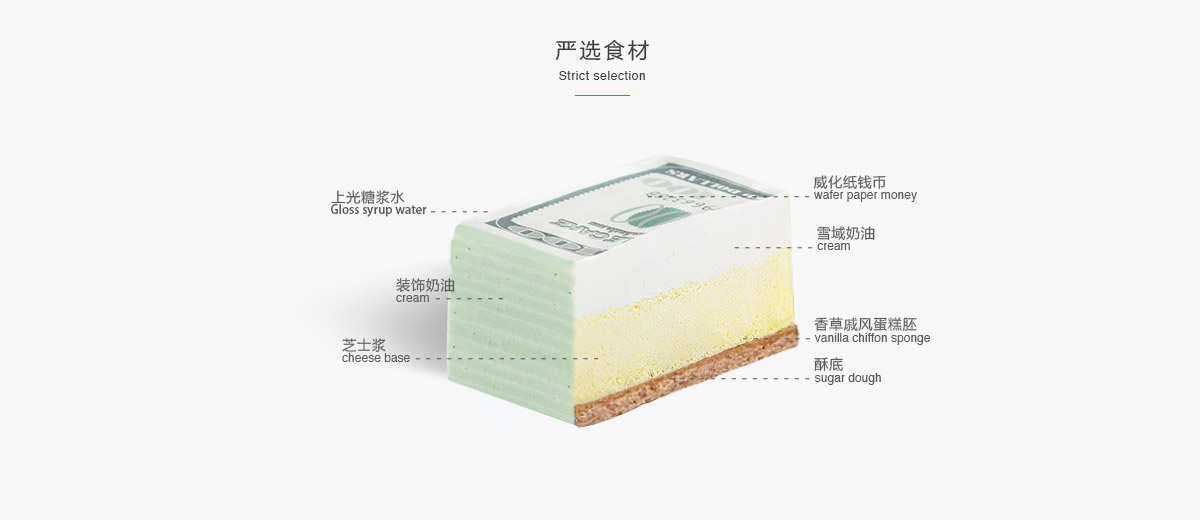 严选食材
Strict selection
上光糖浆水
Gloss syrup water
装饰奶油
cream
芝士浆
cheese base
威化纸钱币
wafer paper money
雪域奶油
cream
香草戚风蛋糕胚
vanilla chiffon sponge
酥底
sugar dough